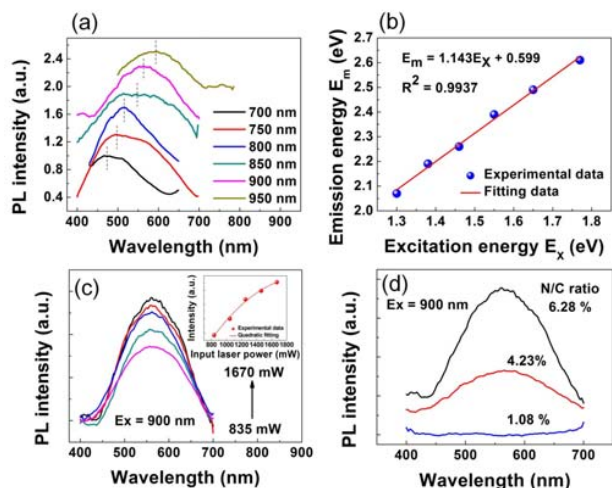 (a)
PL intensity (a.u.)
2.4
2.0
1.6
1.2
0.8
0.4
700 nm
750 nm
800 nm
850 nm
900 nm
950 nm
400 500 600 700 800 900
Wavelength (nm)
(b)
Emission energy Em (eV)
2.7
2.6
2.5
2.4
2.3
2.2
2.1
2.0
Em = 1.143EX + 0.599
R2 = 0.9937
Experimental data
Fitting data
1.3 1.4 1.5 1.6 1.7 1.8
Excitation energy EX (eV)
(c)
PL intensity (a.u.)
Intensity (a.u.)
Experimental data
Quadratic fitting
800 1000 1200 1400 1600 1800
Input laser power (mW)
1670 mW
Ex = 900 nm
835 mW
400 500 600 700 800 900
Wavelength (nm)
(d)
PL intensity (a.u.)
N/C ratio
Ex = 900 nm
6.28 %
4.23%
1.08 %
400 500 600 700
Wavelength (nm)